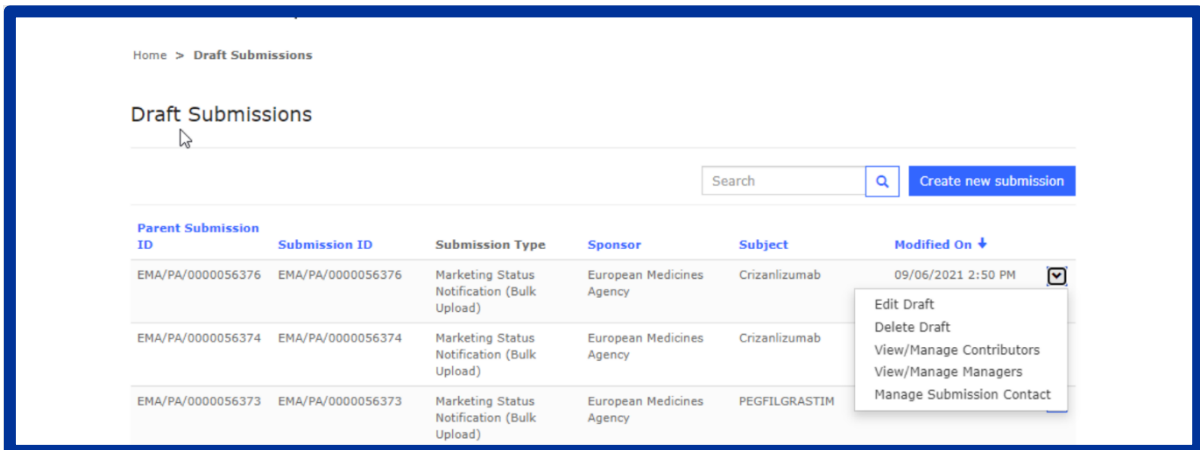 Home > Draft Submissions
Draft Submissions
Search
Create new submission
Parent Submission
ID
Submission ID
Submission Type
Sponsor
Subject
Modified On
EMA/PA/0000056376
EMA/PA/0000056376
Marketing Status
Notification (Bulk
Upload)
European Medicines
Agency
Crizanlizumab
09/06/2021 2:50 PM
Edit Draft
Delete Draft
View/Manage Contributors
View/Manage Managers
Manage Submission Contact
EMA/PA/0000056374
EMA/PA/0000056374
Marketing Status
Notification (Bulk
Upload)
European Medicines
Agency
Crizanlizumab
EMA/PA/0000056373
EMA/PA/0000056373
Marketing Status
Notification (Bulk
Upload)
European Medicines
Agency
PEGFILGRASTIM